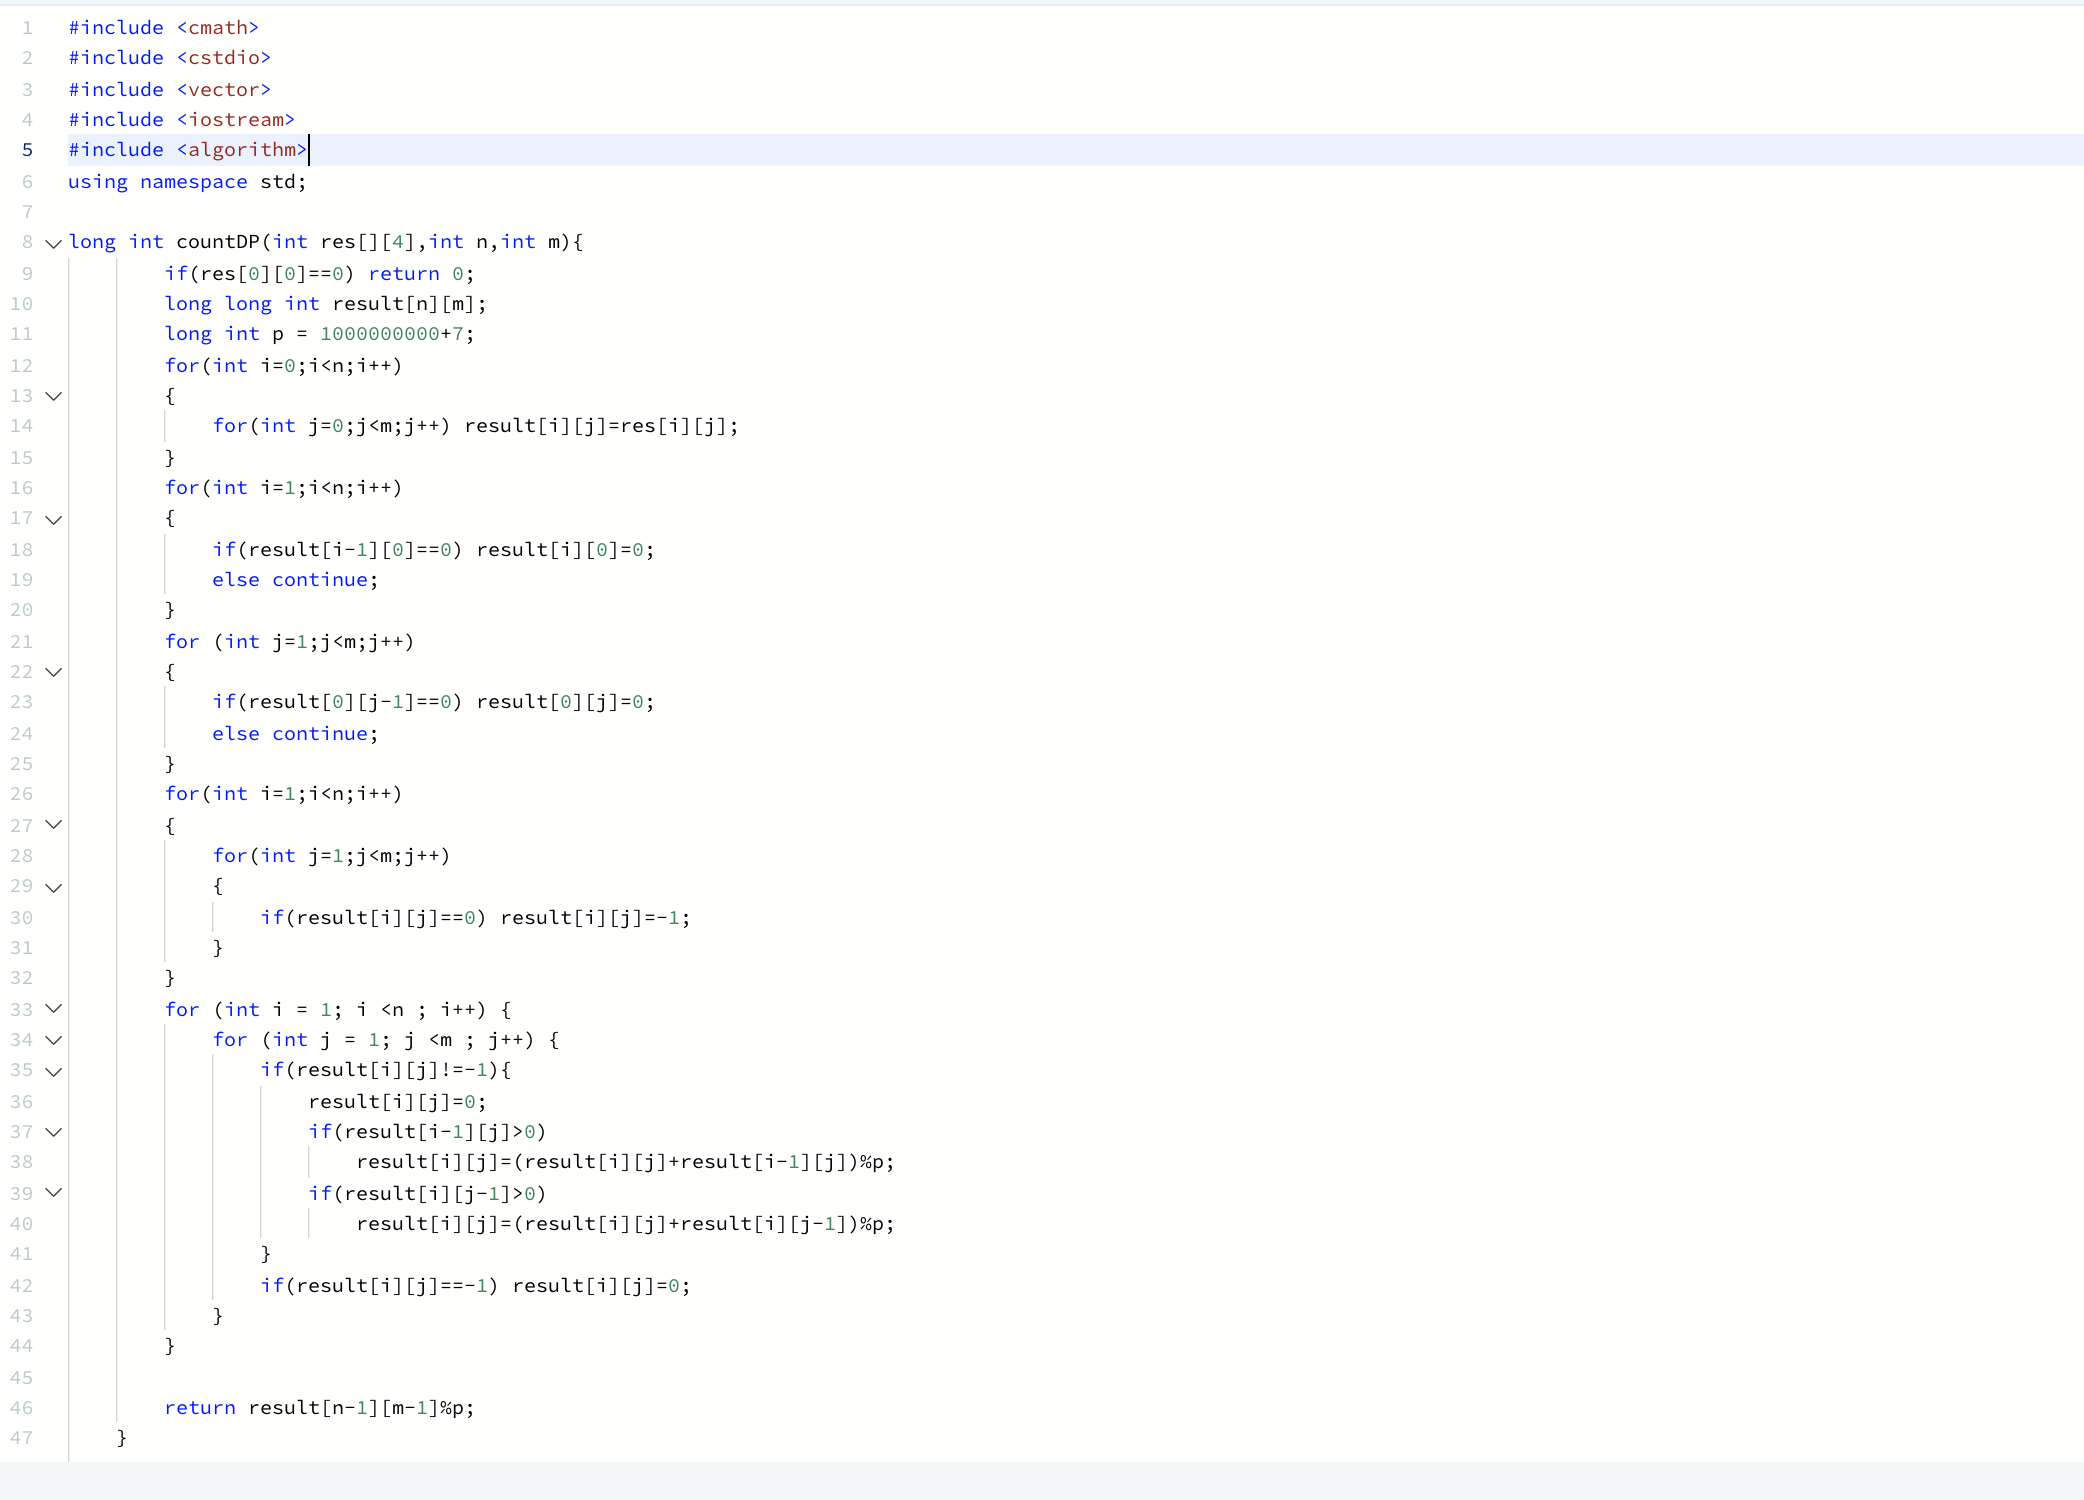 1 #include <cmath>
2 #include <cstdio>
3 #include <vector>
4 #include <iostream>
5 #include <algorithm>
6 using namespace std;
7
8 long int countDP(int res[][4],int n,int m){
9         if(res[0][0]==0) return 0;
10         long long int result[n][m];
11         long int p = 1000000000+7;
12         for(int i=0;i<n;i++)
13         {
14             for(int j=0;j<m;j++) result[i][j]=res[i][j];
15         }
16         for(int i=1;i<n;i++)
17         {
18             if(result[i-1][0]==0) result[i][0]=0;
19             else continue;
20         }
21         for (int j=1;j<m;j++)
22         {
23             if(result[0][j-1]==0) result[0][j]=0;
24             else continue;
25         }
26         for(int i=1;i<n;i++)
27         {
28             for(int j=1;j<m;j++)
29             {
30                 if(result[i][j]==0) result[i][j]=-1;
31             }
32         }
33         for (int i = 1; i <n ; i++) {
34             for (int j = 1; j <m ; j++) {
35                 if(result[i][j]!=-1){
36                     result[i][j]=0;
37                     if(result[i-1][j]>0)
38                         result[i][j]=(result[i][j]+result[i-1][j])%p;
39                     if(result[i][j-1]>0)
40                         result[i][j]=(result[i][j]+result[i][j-1])%p;
41                 }
42                 if(result[i][j]==-1) result[i][j]=0;
43             }
44         }
45
46         return result[n-1][m-1]%p;
47     }